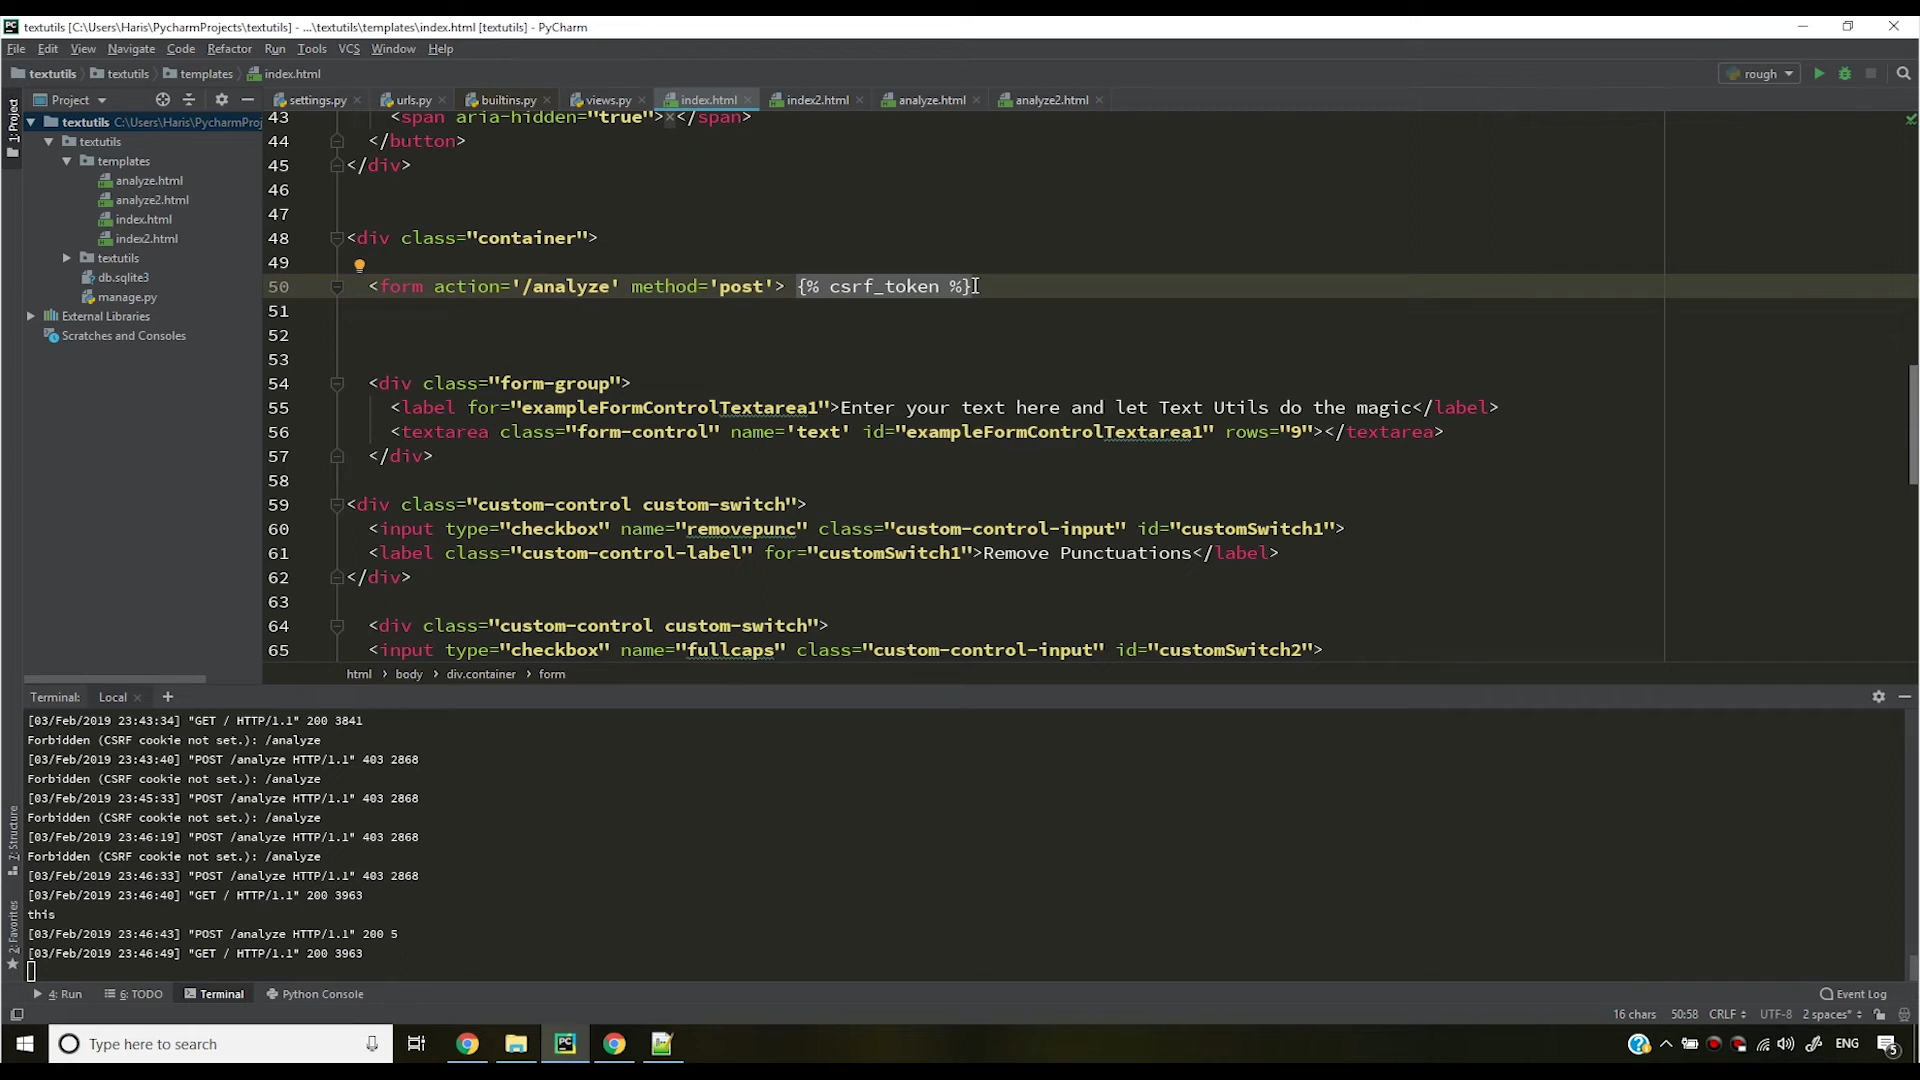 textutils [C:\Users\Haris\PycharmProjects\textutils] - ...\textutils\templates\index.html [textutils] - PyCharm
File Edit View Navigate Code Refactor Run Tools VCS Window Help
textutils textutils templates index.html rough
1: Project
Project settings.py urls.py builtins.py views.py index.html index2.html analyze.html analyze2.html
textutils C:\Users\Haris\PycharmProj
textutils
templates
analyze.html
analyze2.html
index.html
index2.html
textutils
db.sqlite3
manage.py
External Libraries
Scratches and Consoles
43 <span aria-hidden="true">×</span>
44 </button>
45 </div>
46
47
48 <div class="container">
49
50 <form action='/analyze' method='post'> {% csrf_token %}
51
52
53
54 <div class="form-group">
55 <label for="exampleFormControlTextarea1">Enter your text here and let Text Utils do the magic</label>
56 <textarea class="form-control" name='text' id="exampleFormControlTextarea1" rows="9"></textarea>
57 </div>
58
59 <div class="custom-control custom-switch">
60 <input type="checkbox" name="removepunc" class="custom-control-input" id="customSwitch1">
61 <label class="custom-control-label" for="customSwitch1">Remove Punctuations</label>
62 </div>
63
64 <div class="custom-control custom-switch">
65 <input type="checkbox" name="fullcaps" class="custom-control-input" id="customSwitch2">
html body div.container form
Terminal: Local +
[03/Feb/2019 23:43:34] "GET / HTTP/1.1" 200 3841
Forbidden (CSRF cookie not set.): /analyze
[03/Feb/2019 23:43:40] "POST /analyze HTTP/1.1" 403 2868
Forbidden (CSRF cookie not set.): /analyze
[03/Feb/2019 23:45:33] "POST /analyze HTTP/1.1" 403 2868
Forbidden (CSRF cookie not set.): /analyze
[03/Feb/2019 23:46:19] "POST /analyze HTTP/1.1" 403 2868
Forbidden (CSRF cookie not set.): /analyze
[03/Feb/2019 23:46:33] "POST /analyze HTTP/1.1" 403 2868
[03/Feb/2019 23:46:40] "GET / HTTP/1.1" 200 3963
this
[03/Feb/2019 23:46:43] "POST /analyze HTTP/1.1" 200 5
[03/Feb/2019 23:46:49] "GET / HTTP/1.1" 200 3963
7: Structure
2: Favorites
4: Run 6: TODO Terminal Python Console Event Log
16 chars 50:58 CRLF UTF-8 2 spaces*
Type here to search ENG 5